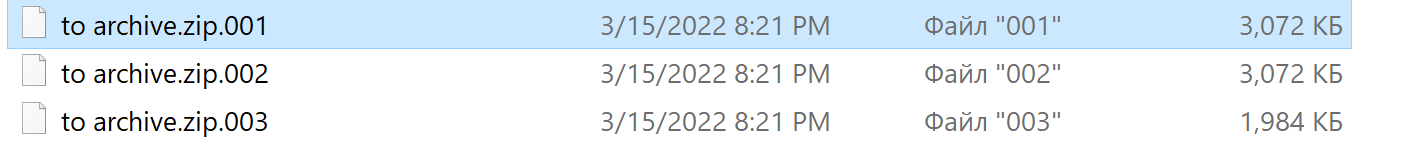 to archive.zip.001 3/15/2022 8:21 PM Файл "001" 3,072 КБ
to archive.zip.002 3/15/2022 8:21 PM Файл "002" 3,072 КБ
to archive.zip.003 3/15/2022 8:21 PM Файл "003" 1,984 КБ